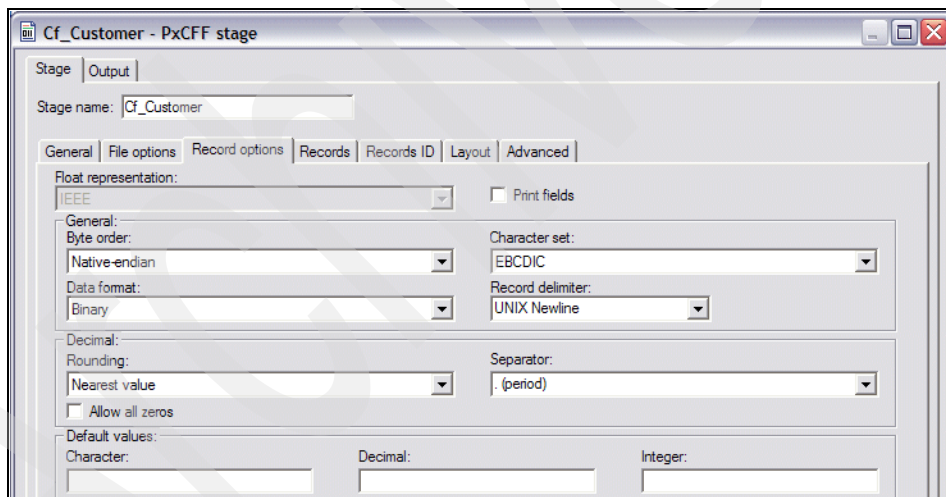 Cf_Customer - PxCFF stage
Stage Output
Stage name: Cf_Customer
General File options Record options Records Records ID Layout Advanced
Float representation:
IEEE Print fields
General:
Byte order: Character set:
Native-endian EBCDIC
Data format: Record delimiter:
Binary UNIX Newline
Decimal:
Rounding: Separator:
Nearest value . (period)
Allow all zeros
Default values:
Character: Decimal: Integer: